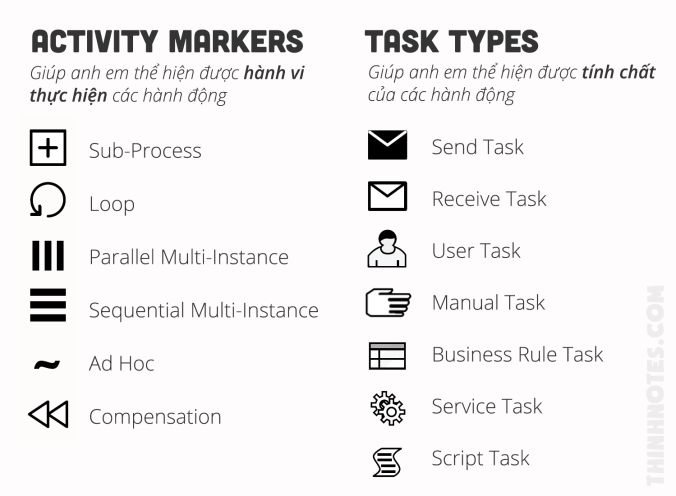 ACTIVITY MARKERS
Giúp anh em thể hiện được hành vi
thực hiện các hành động
Sub-Process
Loop
Parallel Multi-Instance
Sequential Multi-Instance
Ad Hoc
Compensation
TASK TYPES
Giúp anh em thể hiện được tính chất
của các hành động
Send Task
Receive Task
User Task
Manual Task
Business Rule Task
Service Task
Script Task
THINHNOTES.COM